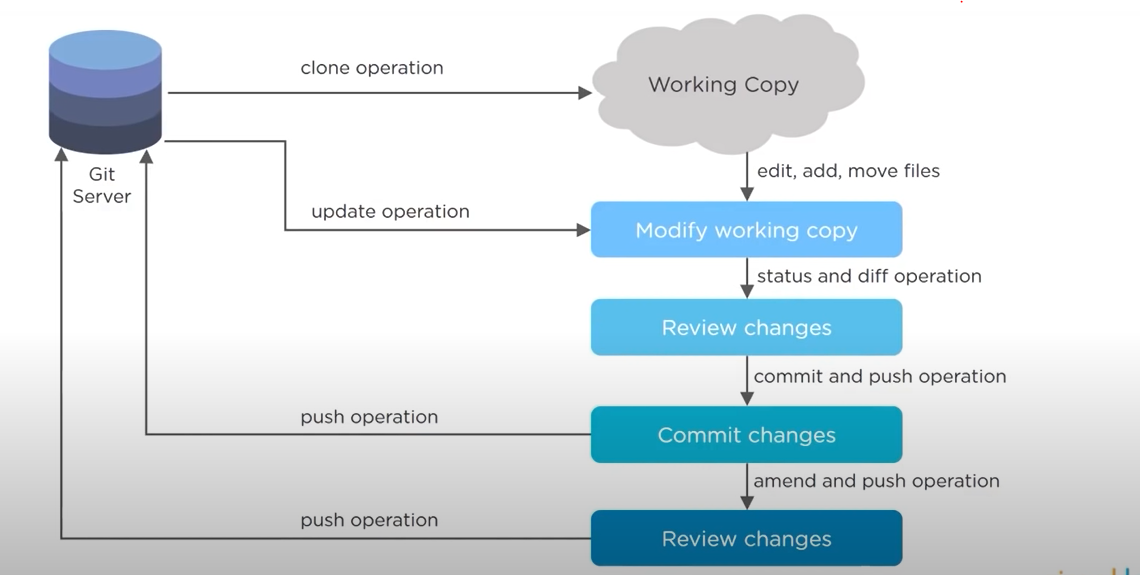 clone operation
Working Copy
Git
Server
edit, add, move files
update operation
Modify working copy
status and diff operation
Review changes
commit and push operation
push operation
Commit changes
amend and push operation
push operation
Review changes